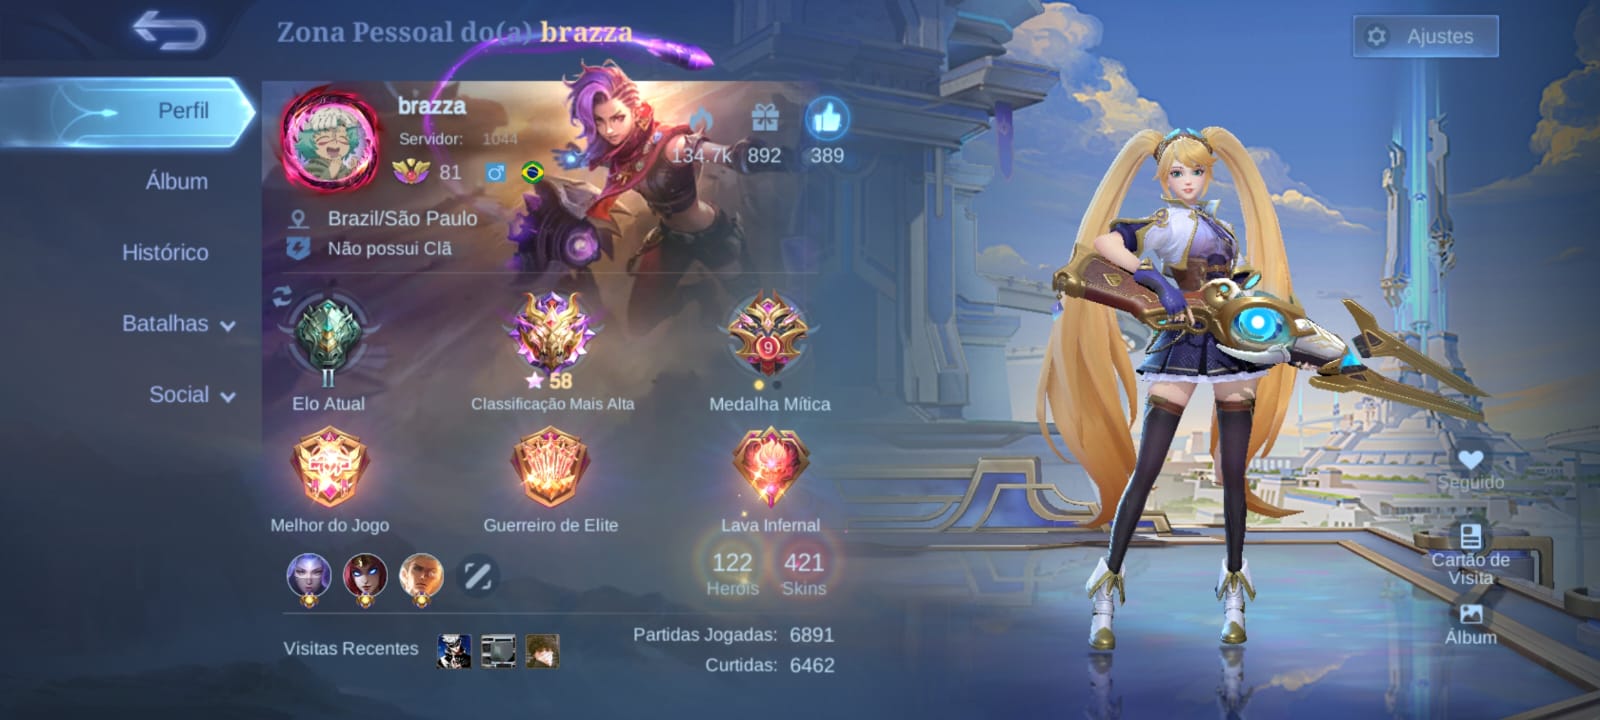 Zona Pessoal do(a) brazza
Ajustes
Perfil
Álbum
Histórico
Batalhas
Social
brazza
Servidor: 1044
81
134.7k 892 389
Brazil/São Paulo
Não possui Clã
II
58
9
Elo Atual
Classificação Mais Alta
Medalha Mítica
Melhor do Jogo
Guerreiro de Elite
Lava Infernal
122 421
Heróis Skins
Visitas Recentes
Partidas Jogadas: 6891
Curtidas: 6462
Seguido
Cartão de
Visita
Álbum